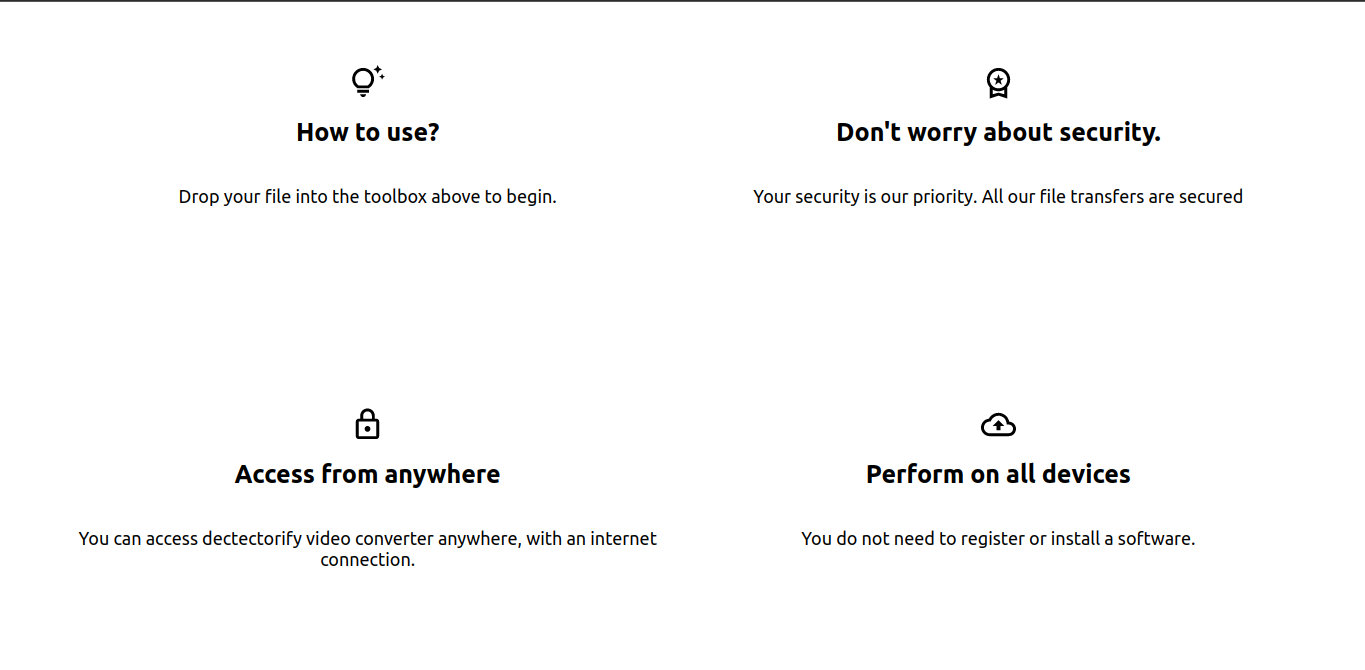 How to use?
Drop your file into the toolbox above to begin.
Don't worry about security.
Your security is our priority. All our file transfers are secured
Access from anywhere
You can access dectectorify video converter anywhere, with an internet
connection.
Perform on all devices
You do not need to register or install a software.